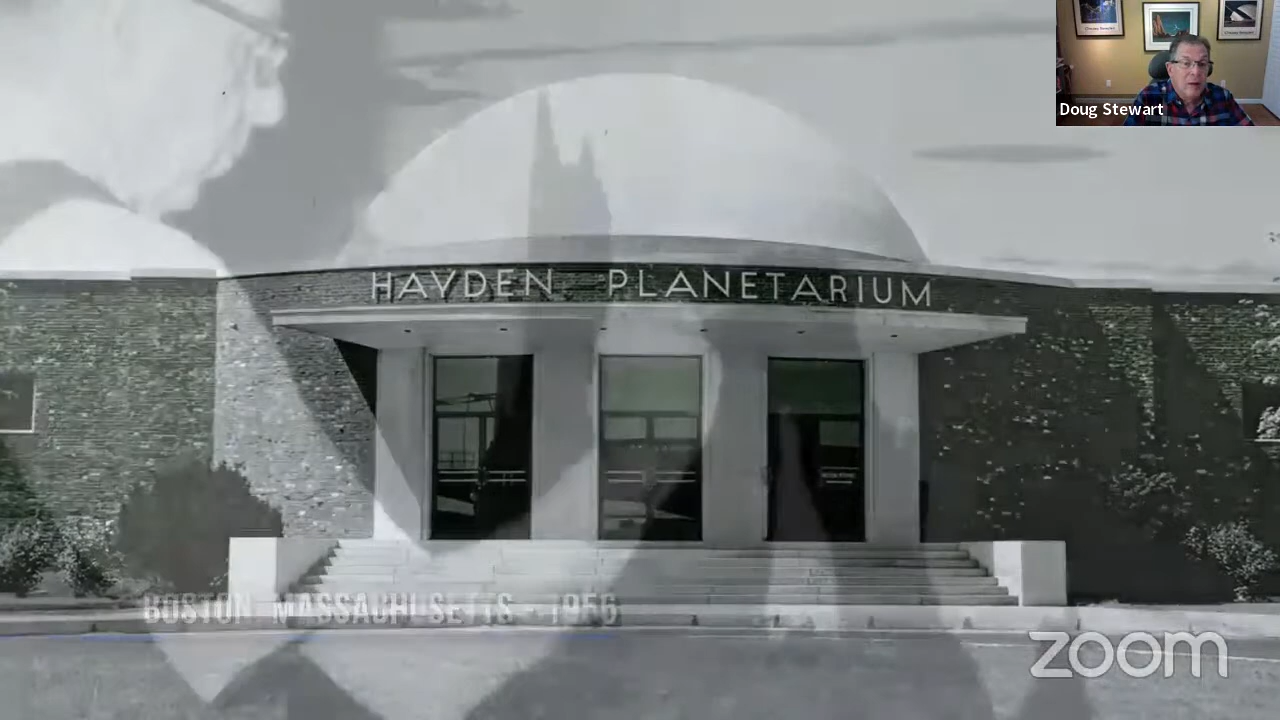 Doug Stewart
HAYDEN PLANETARIUM
BOSTON MASSACHUSETTS - 1956
zoom